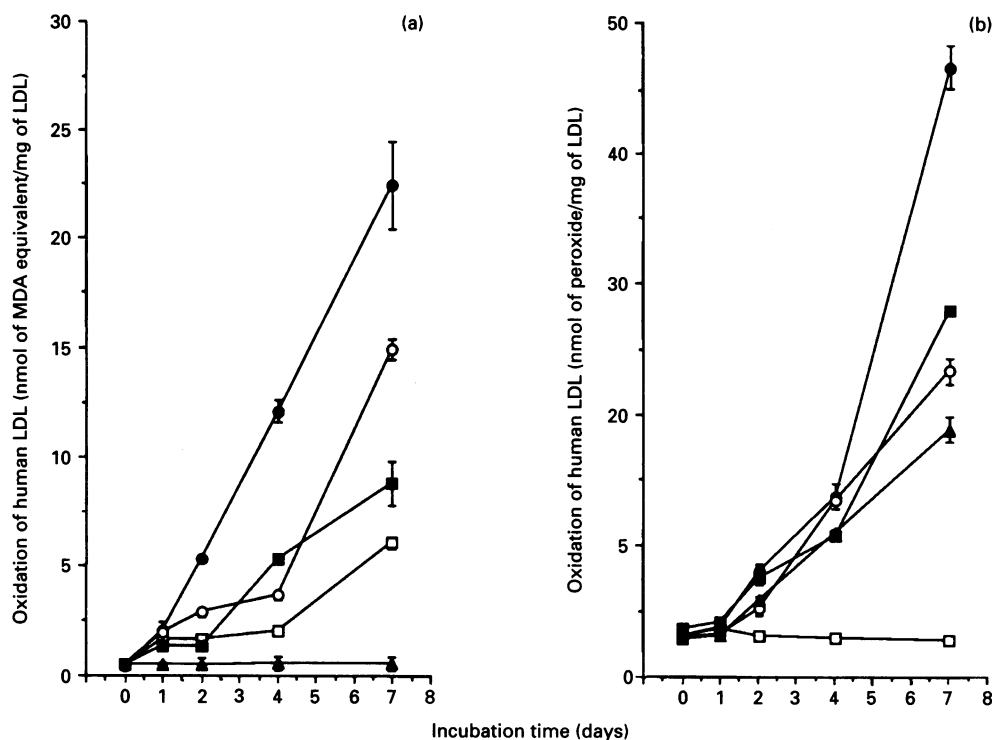 (a)
Oxidation of human LDL (nmol of MDA equivalent/mg of LDL)
30
25
20
15
10
5
0
0 1 2 3 4 5 6 7 8
(b)
Oxidation of human LDL (nmol of peroxide/mg of LDL)
50
40
30
20
5
0
0 1 2 3 4 5 6 7 8
Incubation time (days)